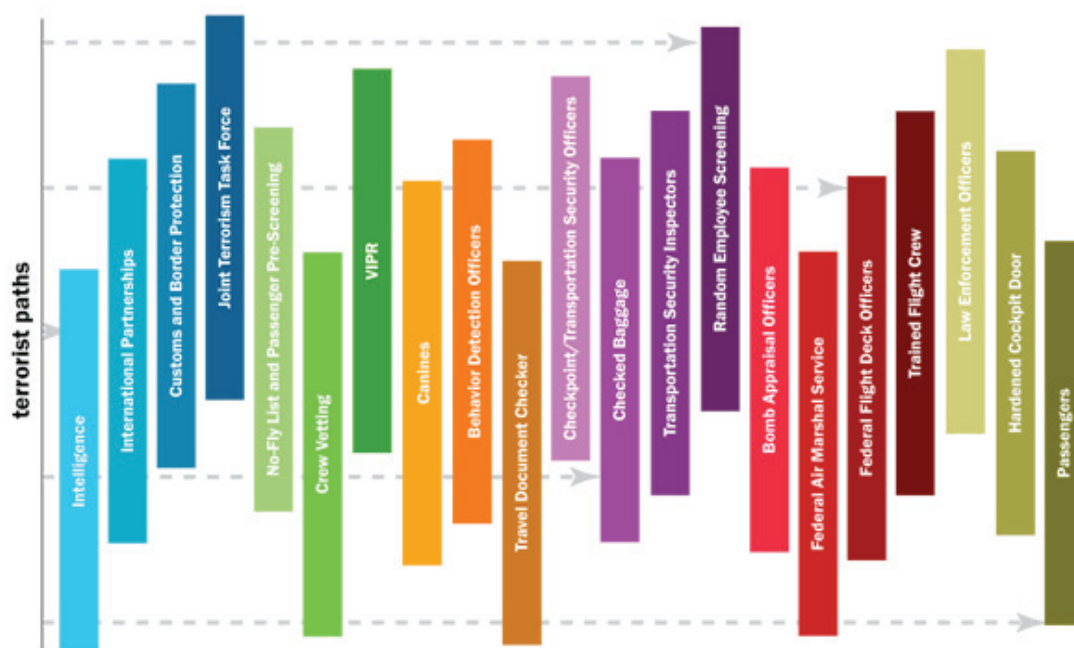 terrorist paths
Intelligence
International Partnerships
Customs and Border Protection
Joint Terrorism Task Force
No-Fly List and Passenger Pre-Screening
Crew Vetting
VIPR
Canines
Behavior Detection Officers
Travel Document Checker
Checkpoint/Transportation Security Officers
Checked Baggage
Transportation Security Inspectors
Random Employee Screening
Bomb Appraisal Officers
Federal Air Marshal Service
Federal Flight Deck Officers
Trained Flight Crew
Law Enforcement Officers
Hardened Cockpit Door
Passengers